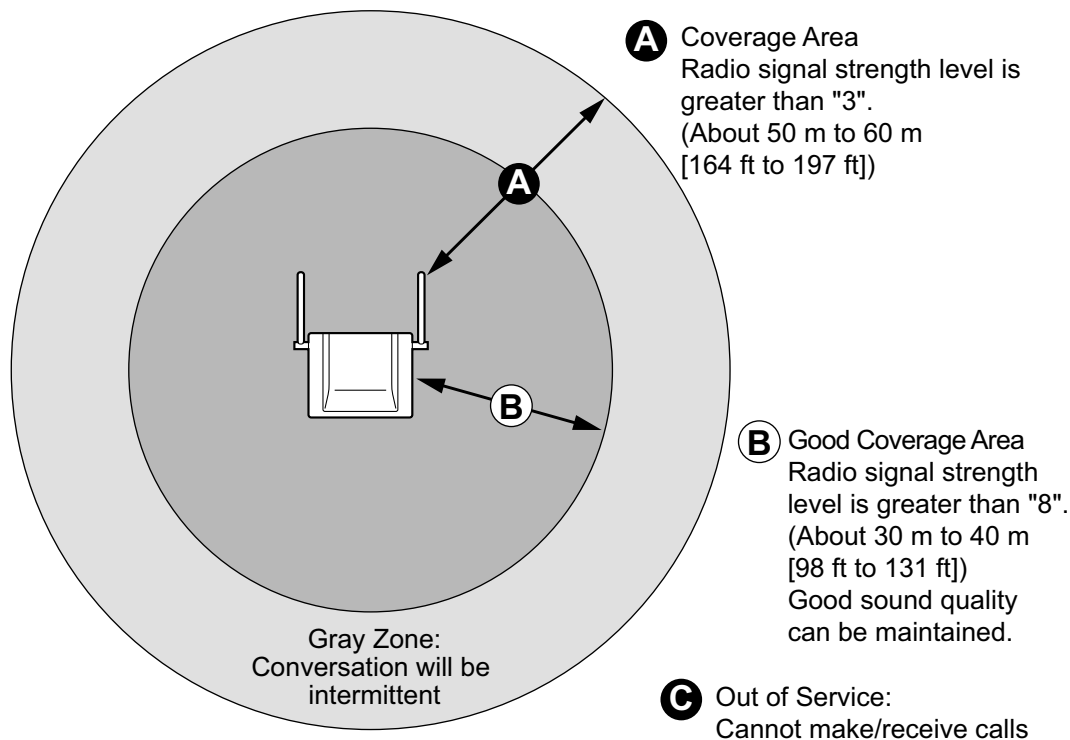 A Coverage Area
Radio signal strength level is
greater than "3".
(About 50 m to 60 m
[164 ft to 197 ft])
A
B
B Good Coverage Area
Radio signal strength
level is greater than "8".
(About 30 m to 40 m
[98 ft to 131 ft])
Good sound quality
can be maintained.
Gray Zone:
Conversation will be
intermittent
C Out of Service:
Cannot make/receive calls